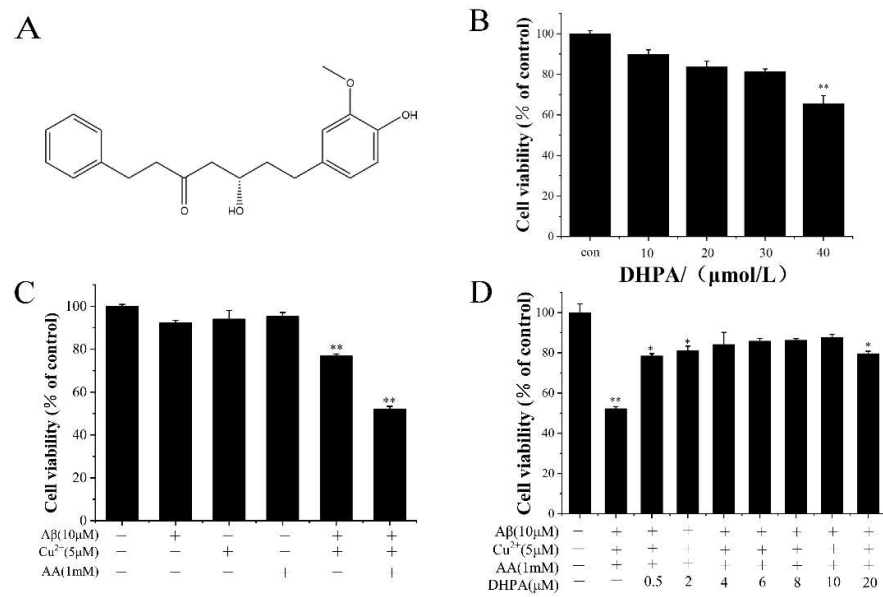 A
O
OH
O
HO
B
Cell viability (% of control)
100
80
60
40
20
0
**
con 10 20 30 40
DHPA/（μmol/L）
C
Cell viability (% of control)
100
80
60
40
20
0
** **
Aβ(10μM) − + − − + +
Cu²⁻(5μM) − − + − + +
AA(1mM) − − − + − +
D
Cell viability (% of control)
100
80
60
40
20
0
** * * *
Aβ(10μM) − + + + + + + + +
Cu²⁺(5μM) − + + + + + + + +
AA(1mM) − + + + + + + + +
DHPA(μM) − − 0.5 2 4 6 8 10 20